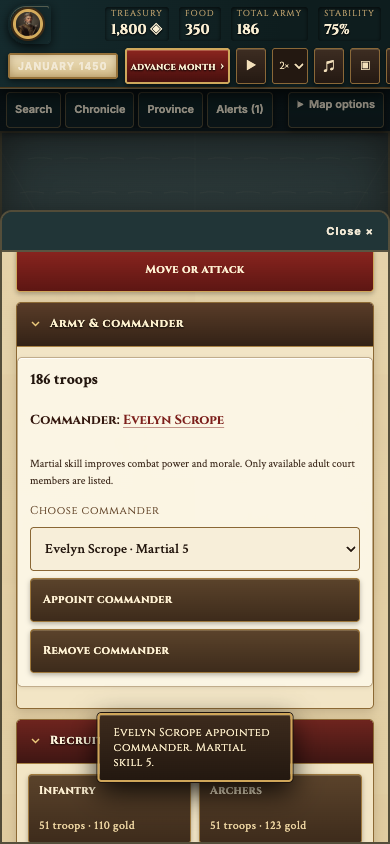 TREASURY FOOD TOTAL ARMY STABILITY
1,800 ◈ 350 186 75%
JANUARY 1450 ADVANCE MONTH › 2×
Search Chronicle Province Alerts (1) ▶ Map options
Close ×
MOVE OR ATTACK
ARMY & COMMANDER
186 troops
COMMANDER: EVELYN SCROPE
Martial skill improves combat power and morale. Only available adult court
members are listed.
CHOOSE COMMANDER
Evelyn Scrope · Martial 5
APPOINT COMMANDER
REMOVE COMMANDER
EVELYN SCROPE APPOINTED
COMMANDER. MARTIAL
SKILL 5.
RECRUI
INFANTRY ARCHERS
51 troops · 110 gold 51 troops · 123 gold